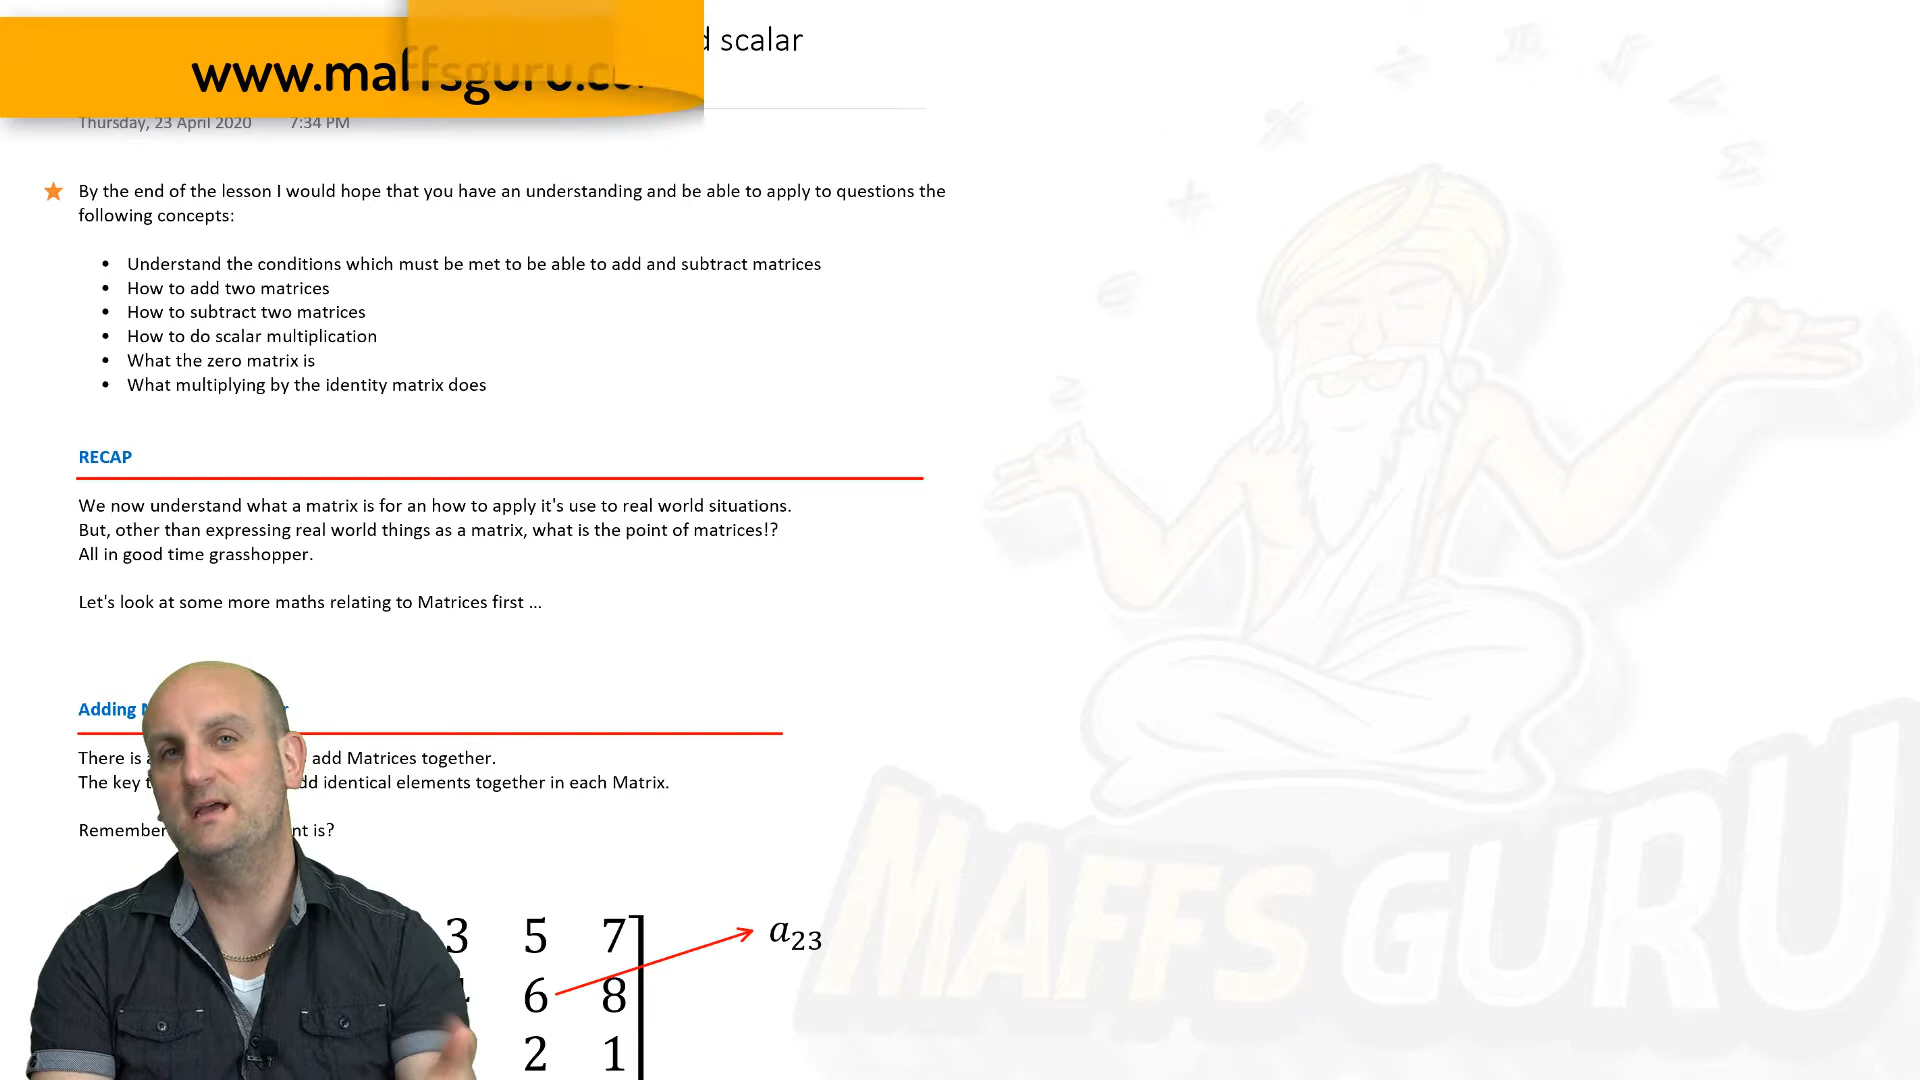 d scalar
www.maffsguru.co
Thursday, 23 April 2020 7:34 PM
By the end of the lesson I would hope that you have an understanding and be able to apply to questions the
following concepts:
• Understand the conditions which must be met to be able to add and subtract matrices
• How to add two matrices
• How to subtract two matrices
• How to do scalar multiplication
• What the zero matrix is
• What multiplying by the identity matrix does
RECAP
We now understand what a matrix is for an how to apply it's use to real world situations.
But, other than expressing real world things as a matrix, what is the point of matrices!?
All in good time grasshopper.
Let's look at some more maths relating to Matrices first ...
Adding
There is add Matrices together.
The key identical elements together in each Matrix.
Remember is?
3 5 7
6 8
2 1
a23
MAFFS GURU